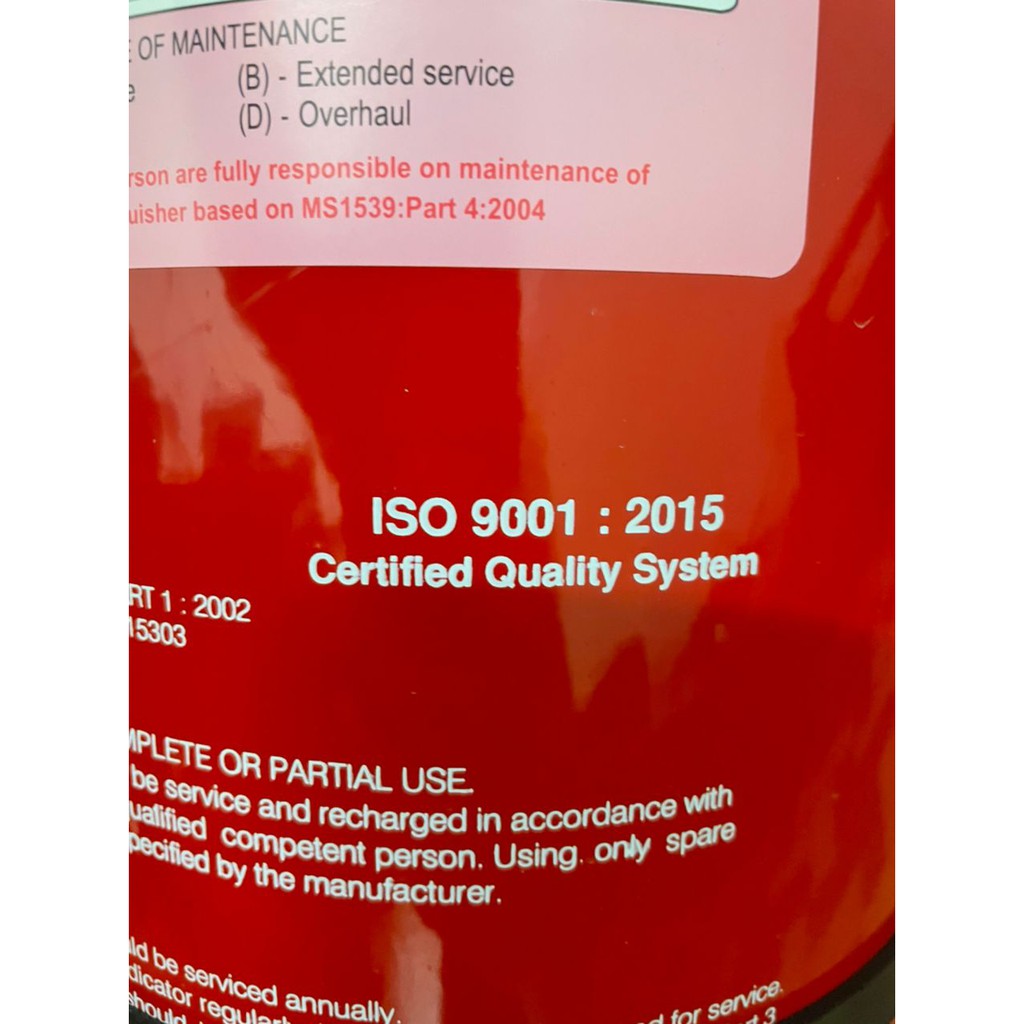 OF MAINTENANCE
(B) - Extended service
(D) - Overhaul
rson are fully responsible on maintenance of
uisher based on MS1539:Part 4:2004
ISO 9001 : 2015
Certified Quality System
RT 1 : 2002
15303
MPLETE OR PARTIAL USE.
be service and recharged in accordance with
ualified competent person. Using. only spare
pecified by the manufacturer.
ld be serviced annually.
dicator regular
d for service.
should
rt 3